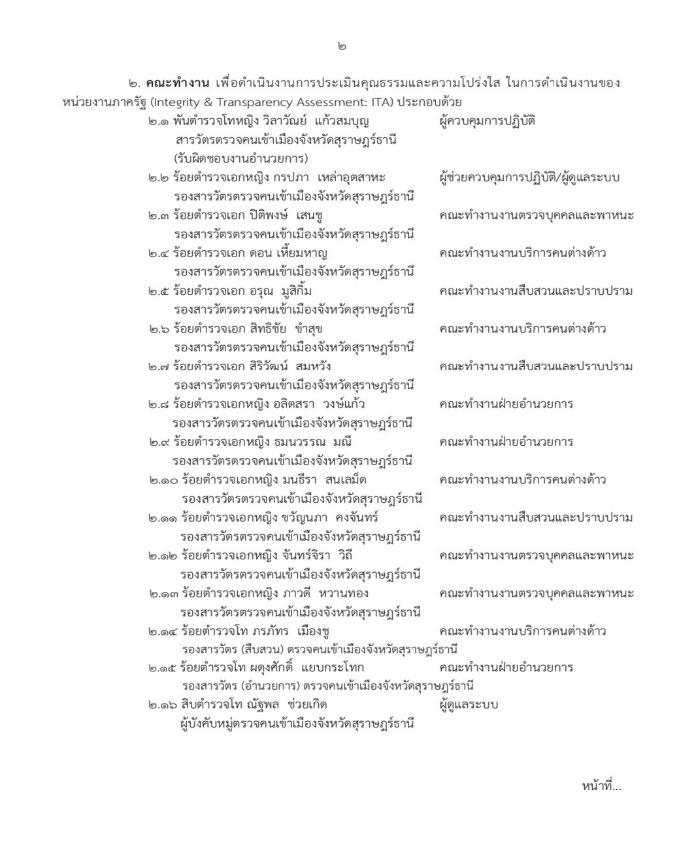 ๒
๒. คณะทำงาน เพื่อดำเนินงานการประเมินคุณธรรมและความโปร่งใส ในการดำเนินงานของ
หน่วยงานภาครัฐ (Integrity & Transparency Assessment: ITA) ประกอบด้วย
๒.๑ พันตำรวจโทหญิง วิลาวัณย์ แก้วสมบุญ ผู้ควบคุมการปฏิบัติ
สารวัตรตรวจคนเข้าเมืองจังหวัดสุราษฎร์ธานี
(รับผิดชอบงานอำนวยการ)
๒.๒ ร้อยตำรวจเอกหญิง กรปภา เหล่าอุตสาหะ ผู้ช่วยควบคุมการปฏิบัติ/ผู้ดูแลระบบ
รองสารวัตรตรวจคนเข้าเมืองจังหวัดสุราษฎร์ธานี
๒.๓ ร้อยตำรวจเอก ปิติพงษ์ เสนชู คณะทำงานงานตรวจบุคคลและพาหนะ
รองสารวัตรตรวจคนเข้าเมืองจังหวัดสุราษฎร์ธานี
๒.๔ ร้อยตำรวจเอก ดอน เหี้ยมหาญ คณะทำงานงานบริการคนต่างด้าว
รองสารวัตรตรวจคนเข้าเมืองจังหวัดสุราษฎร์ธานี
๒.๕ ร้อยตำรวจเอก อรุณ มูสิกิ้ม คณะทำงานงานสืบสวนและปราบปราม
รองสารวัตรตรวจคนเข้าเมืองจังหวัดสุราษฎร์ธานี
๒.๖ ร้อยตำรวจเอก สิทธิชัย ขำสุข คณะทำงานงานบริการคนต่างด้าว
รองสารวัตรตรวจคนเข้าเมืองจังหวัดสุราษฎร์ธานี
๒.๗ ร้อยตำรวจเอก สิริวัฒน์ สมหวัง คณะทำงานงานสืบสวนและปราบปราม
รองสารวัตรตรวจคนเข้าเมืองจังหวัดสุราษฎร์ธานี
๒.๘ ร้อยตำรวจเอกหญิง อลิตสรา วงษ์แก้ว คณะทำงานฝ่ายอำนวยการ
รองสารวัตรตรวจคนเข้าเมืองจังหวัดสุราษฎร์ธานี
๒.๙ ร้อยตำรวจเอกหญิง ธมนวรรณ มณี คณะทำงานฝ่ายอำนวยการ
รองสารวัตรตรวจคนเข้าเมืองจังหวัดสุราษฎร์ธานี
๒.๑๐ ร้อยตำรวจเอกหญิง มนธีรา สนเลม็ด คณะทำงานงานบริการคนต่างด้าว
รองสารวัตรตรวจคนเข้าเมืองจังหวัดสุราษฎร์ธานี
๒.๑๑ ร้อยตำรวจเอกหญิง ขวัญนภา คงจันทร์ คณะทำงานงานสืบสวนและปราบปราม
รองสารวัตรตรวจคนเข้าเมืองจังหวัดสุราษฎร์ธานี
๒.๑๒ ร้อยตำรวจเอกหญิง จันทร์จิรา วิถี คณะทำงานงานตรวจบุคคลและพาหนะ
รองสารวัตรตรวจคนเข้าเมืองจังหวัดสุราษฎร์ธานี
๒.๑๓ ร้อยตำรวจเอกหญิง ภาวดี หวานทอง คณะทำงานงานตรวจบุคคลและพาหนะ
รองสารวัตรตรวจคนเข้าเมืองจังหวัดสุราษฎร์ธานี
๒.๑๔ ร้อยตำรวจโท ภรภัทร เมืองชู คณะทำงานงานบริการคนต่างด้าว
รองสารวัตร (สืบสวน) ตรวจคนเข้าเมืองจังหวัดสุราษฎร์ธานี
๒.๑๕ ร้อยตำรวจโท ผดุงศักดิ์ แยบกระโทก คณะทำงานฝ่ายอำนวยการ
รองสารวัตร (อำนวยการ) ตรวจคนเข้าเมืองจังหวัดสุราษฎร์ธานี
๒.๑๖ สิบตำรวจโท ณัฐพล ช่วยเกิด ผู้ดูแลระบบ
ผู้บังคับหมู่ตรวจคนเข้าเมืองจังหวัดสุราษฎร์ธานี
หน้าที่...